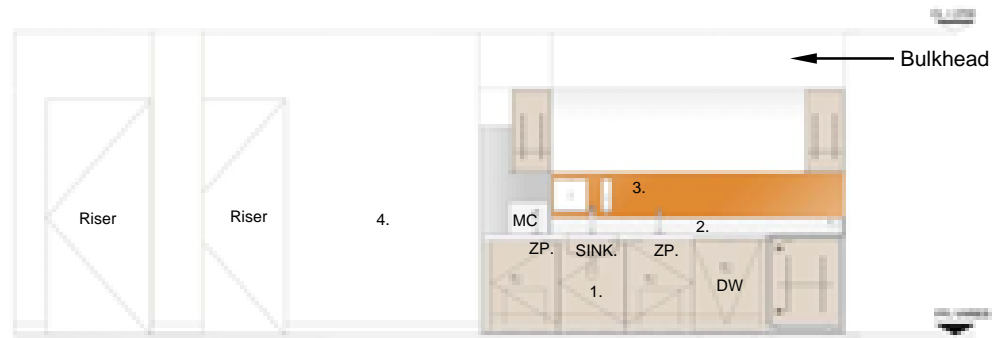 Bulkhead
Riser
Riser
4.
3.
MC
2.
ZP.
SINK.
ZP.
1.
DW